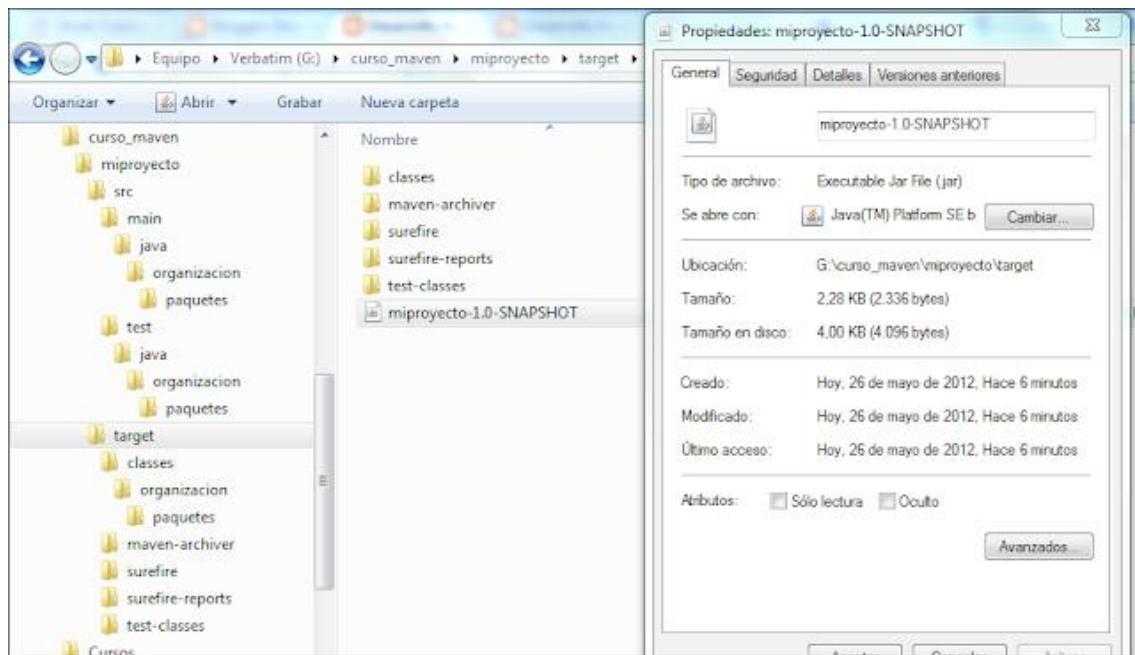 Propiedades: miproyecto-1.0-SNAPSHOT
Equipo Verbatim (G:) curso_maven miproyecto target
General Seguridad Detalles Versiones anteriores
Organizar Abrir Grabar Nueva carpeta
curso_maven
miproyecto
src
main
java
organizacion
paquetes
test
java
organizacion
paquetes
target
classes
organizacion
paquetes
maven-archiver
surefire
surefire-reports
test-classes
Cursos
Nombre
classes
maven-archiver
surefire
surefire-reports
test-classes
miproyecto-1.0-SNAPSHOT
miproyecto-1.0-SNAPSHOT
Tipo de archivo: Executable Jar File (.jar)
Se abre con: Java(TM) Platform SE b Cambiar...
Ubicación: G:\curso_maven\miproyecto\target
Tamaño: 2,28 KB (2.336 bytes)
Tamaño en disco: 4,00 KB (4.096 bytes)
Creado: Hoy, 26 de mayo de 2012, Hace 6 minutos
Modificado: Hoy, 26 de mayo de 2012, Hace 6 minutos
Último acceso: Hoy, 26 de mayo de 2012, Hace 6 minutos
Atributos: Sólo lectura Oculto
Avanzados...